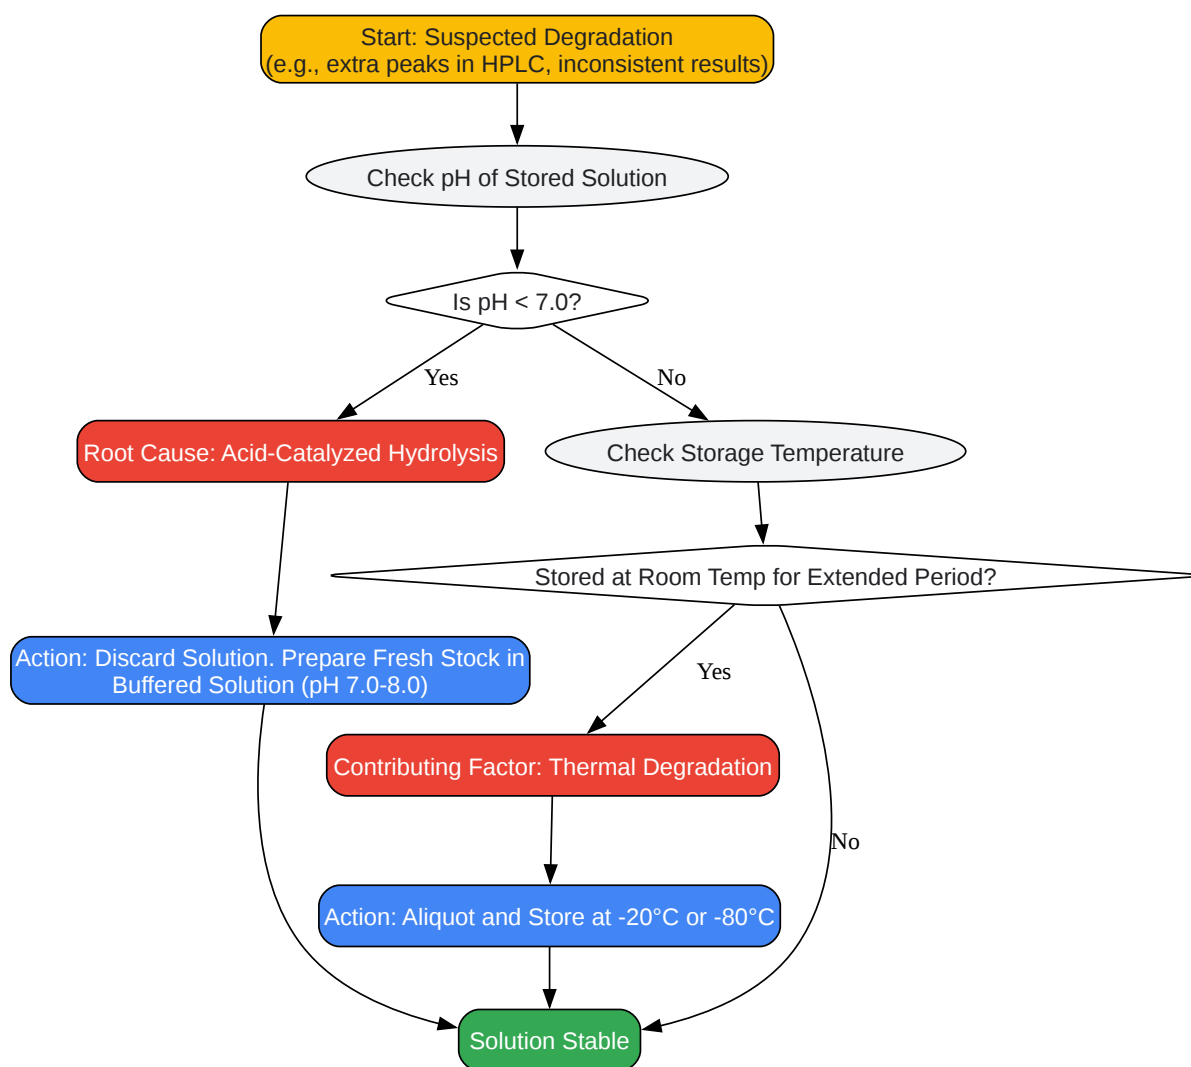 Start: Suspected Degradation
(e.g., extra peaks in HPLC, inconsistent results)
Check pH of Stored Solution
Is pH < 7.0?
Yes
No
Root Cause: Acid-Catalyzed Hydrolysis
Check Storage Temperature
Stored at Room Temp for Extended Period?
Action: Discard Solution. Prepare Fresh Stock in
Buffered Solution (pH 7.0-8.0)
Yes
Contributing Factor: Thermal Degradation
No
Action: Aliquot and Store at -20°C or -80°C
Solution Stable